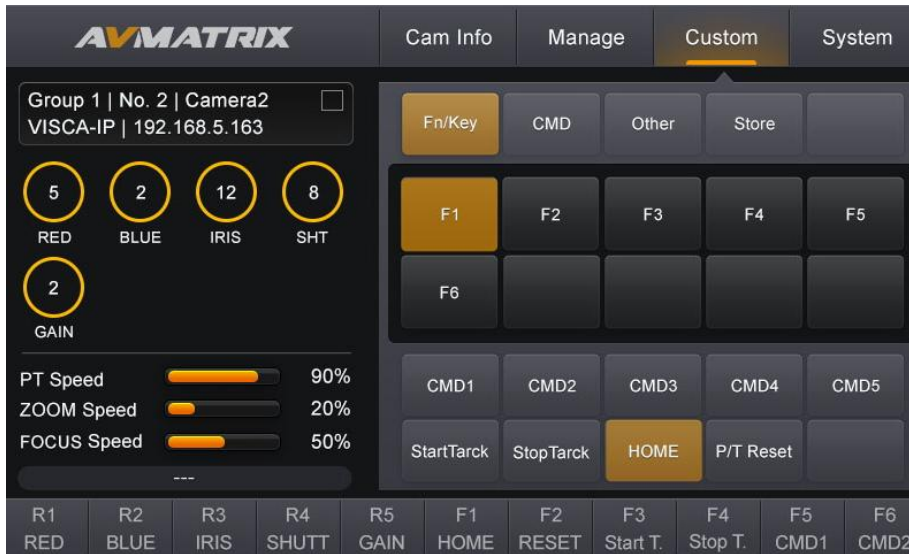 AVMATRIX
Cam Info Manage Custom System
Group 1 | No. 2 | Camera2
VISCA-IP | 192.168.5.163
Fn/Key CMD Other Store
5 2 12 8
RED BLUE IRIS SHT
F1 F2 F3 F4 F5
2
GAIN
F6
PT Speed 90%
ZOOM Speed 20%
FOCUS Speed 50%
---
CMD1 CMD2 CMD3 CMD4 CMD5
StartTarck StopTarck HOME P/T Reset
R1 R2 R3 R4 R5 F1 F2 F3 F4 F5 F6
RED BLUE IRIS SHUTT GAIN HOME RESET Start T. Stop T. CMD1 CMD2